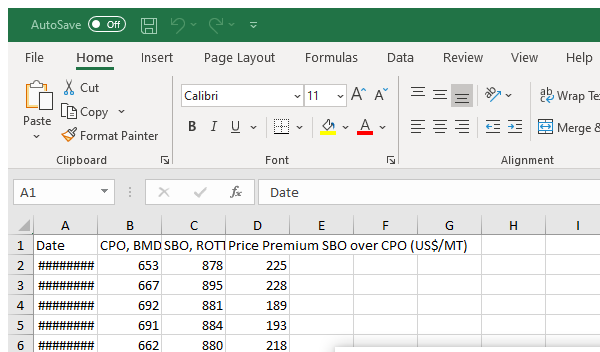 AutoSave Off
File Home Insert Page Layout Formulas Data Review View Help
Cut
Calibri 11 A A ab Wrap Te
Copy
Paste Format Painter B I U A Merge &
Clipboard Font Alignment
A1 fx Date
A B C D E F G H I
1 Date CPO, BMD SBO, ROTT Price Premium SBO over CPO (US$/MT)
2 ######## 653 878 225
3 ######## 667 895 228
4 ######## 692 881 189
5 ######## 691 884 193
6 ######## 662 880 218